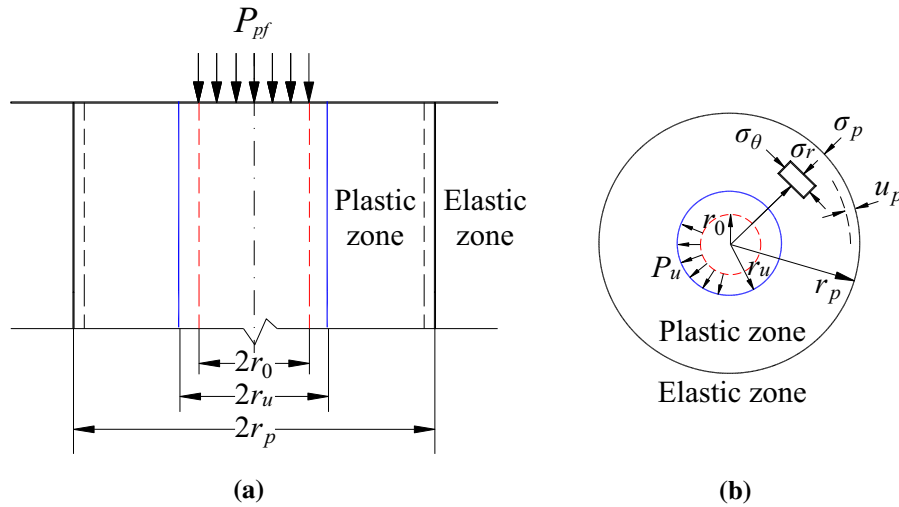 P_pf
Plastic zone
Elastic zone
2r_0
2r_u
2r_p
(a)
σ_θ
σ_r
σ_p
u_p
r_0
P_u
r_u
r_p
Plastic zone
Elastic zone
(b)